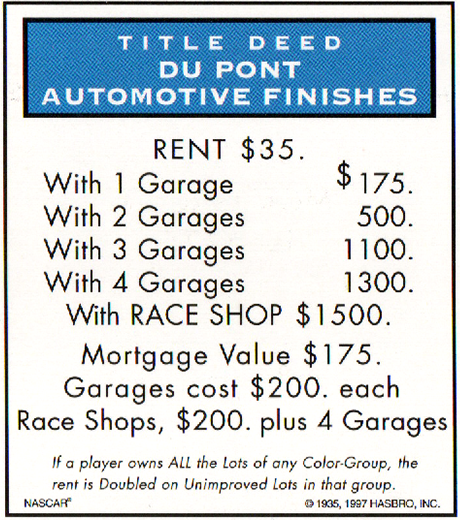 TITLE DEED
DU PONT
AUTOMOTIVE FINISHES
RENT $35.
With 1 Garage $175.
With 2 Garages 500.
With 3 Garages 1100.
With 4 Garages 1300.
With RACE SHOP $1500.
Mortgage Value $175.
Garages cost $200. each
Race Shops, $200. plus 4 Garages
If a player owns ALL the Lots of any Color-Group, the
rent is Doubled on Unimproved Lots in that group.
NASCAR® © 1935, 1997 HASBRO, INC.